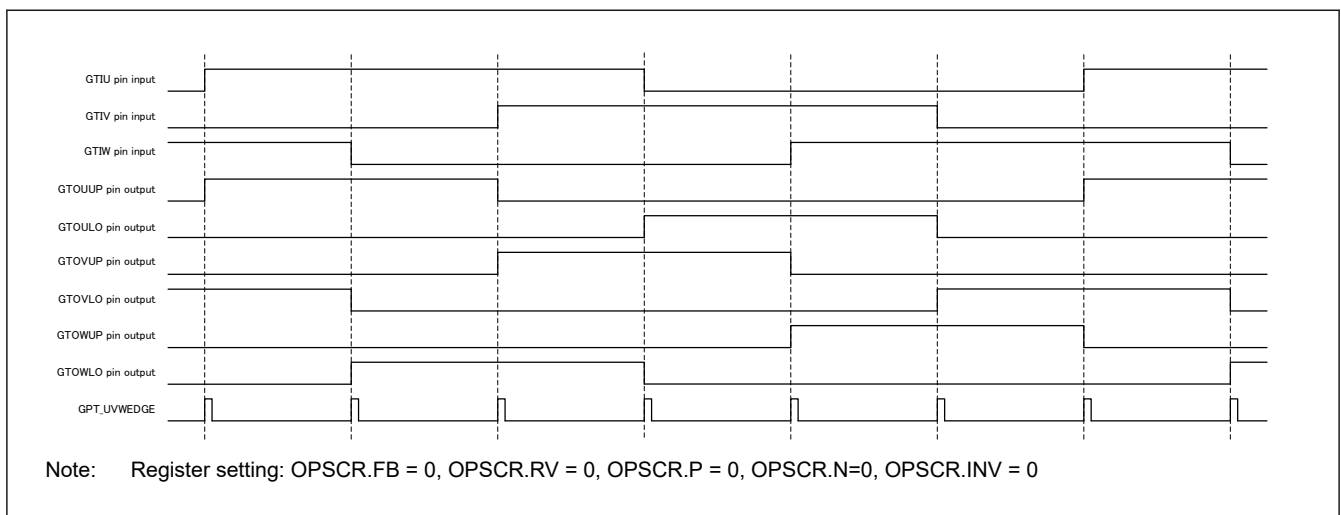 GTIU pin input
GTIV pin input
GTIW pin input
GTOUUP pin output
GTOULO pin output
GTOVUP pin output
GTOVLO pin output
GTOWUP pin output
GTOWLO pin output
GPT_UVWEDGE
Note: Register setting: OPSCR.FB = 0, OPSCR.RV = 0, OPSCR.P = 0, OPSCR.N=0, OPSCR.INV = 0